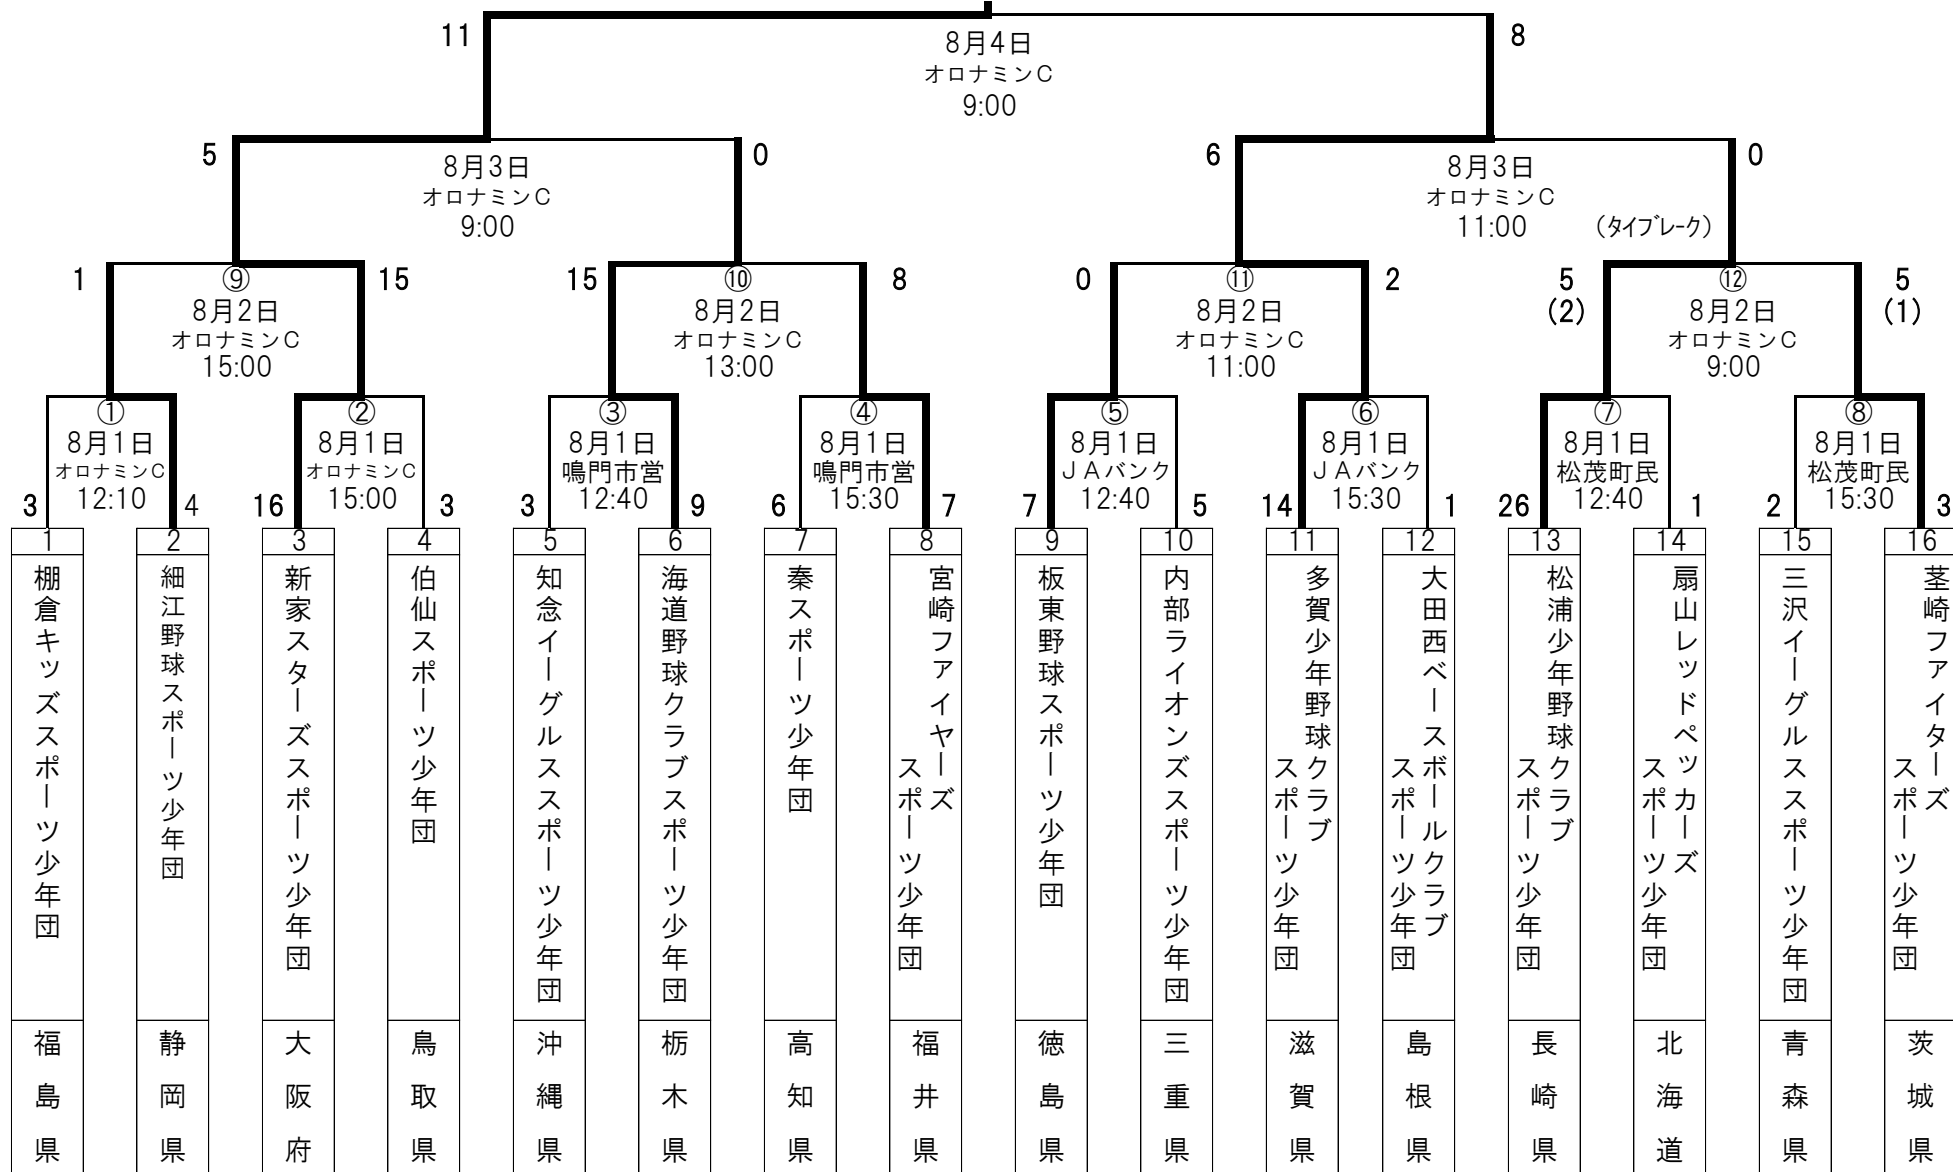 11
8
8月4日
オロナミンC
9:00
5
0
6
0
8月3日
オロナミンC
9:00
8月3日
オロナミンC
11:00
(タイブレーク)
1
⑨
15
8月2日
オロナミンC
15:00
15
⑩
8
8月2日
オロナミンC
13:00
0
⑪
2
8月2日
オロナミンC
11:00
5
(2)
⑫
5
(1)
8月2日
オロナミンC
9:00
①
8月1日
オロナミンC
12:10
3
4
②
8月1日
オロナミンC
15:00
16
3
③
8月1日
鳴門市営
12:40
3
9
④
8月1日
鳴門市営
15:30
6
7
⑤
8月1日
JAバンク
12:40
7
5
⑥
8月1日
JAバンク
15:30
14
1
⑦
8月1日
松茂町民
12:40
26
1
⑧
8月1日
松茂町民
15:30
2
3
1
棚倉キッズスポーツ少年団
福島県
2
細江野球スポーツ少年団
静岡県
3
新家スターズスポーツ少年団
大阪府
4
伯仙スポーツ少年団
鳥取県
5
知念イーグルススポーツ少年団
沖縄県
6
海道野球クラブスポーツ少年団
栃木県
7
秦スポーツ少年団
高知県
8
宮崎ファイヤーズ
スポーツ少年団
福井県
9
板東野球スポーツ少年団
徳島県
10
内部ライオンズスポーツ少年団
三重県
11
多賀少年野球クラブ
スポーツ少年団
滋賀県
12
大田西ベースボールクラブ
スポーツ少年団
島根県
13
松浦少年野球クラブ
スポーツ少年団
長崎県
14
扇山レッドペッカーズ
スポーツ少年団
北海道
15
三沢イーグルススポーツ少年団
青森県
16
茎崎ファイターズ
スポーツ少年団
茨城県